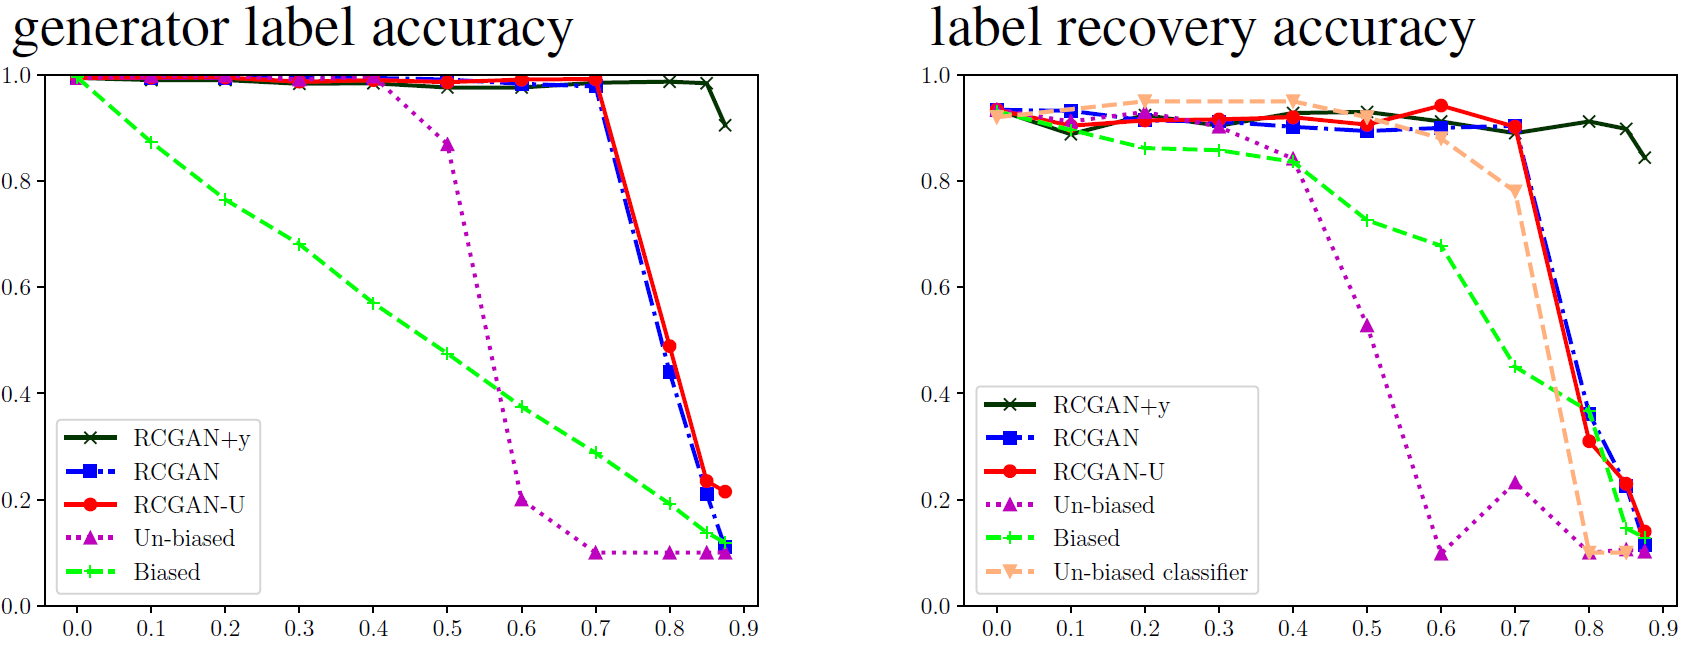 generator label accuracy
1.0
0.8
0.6
0.4
0.2
0.0
RCGAN+y
RCGAN
RCGAN-U
Un-biased
Biased
0.0 0.1 0.2 0.3 0.4 0.5 0.6 0.7 0.8 0.9
label recovery accuracy
1.0
0.8
0.6
0.4
0.2
0.0
RCGAN+y
RCGAN
RCGAN-U
Un-biased
Biased
Un-biased classifier
0.0 0.1 0.2 0.3 0.4 0.5 0.6 0.7 0.8 0.9